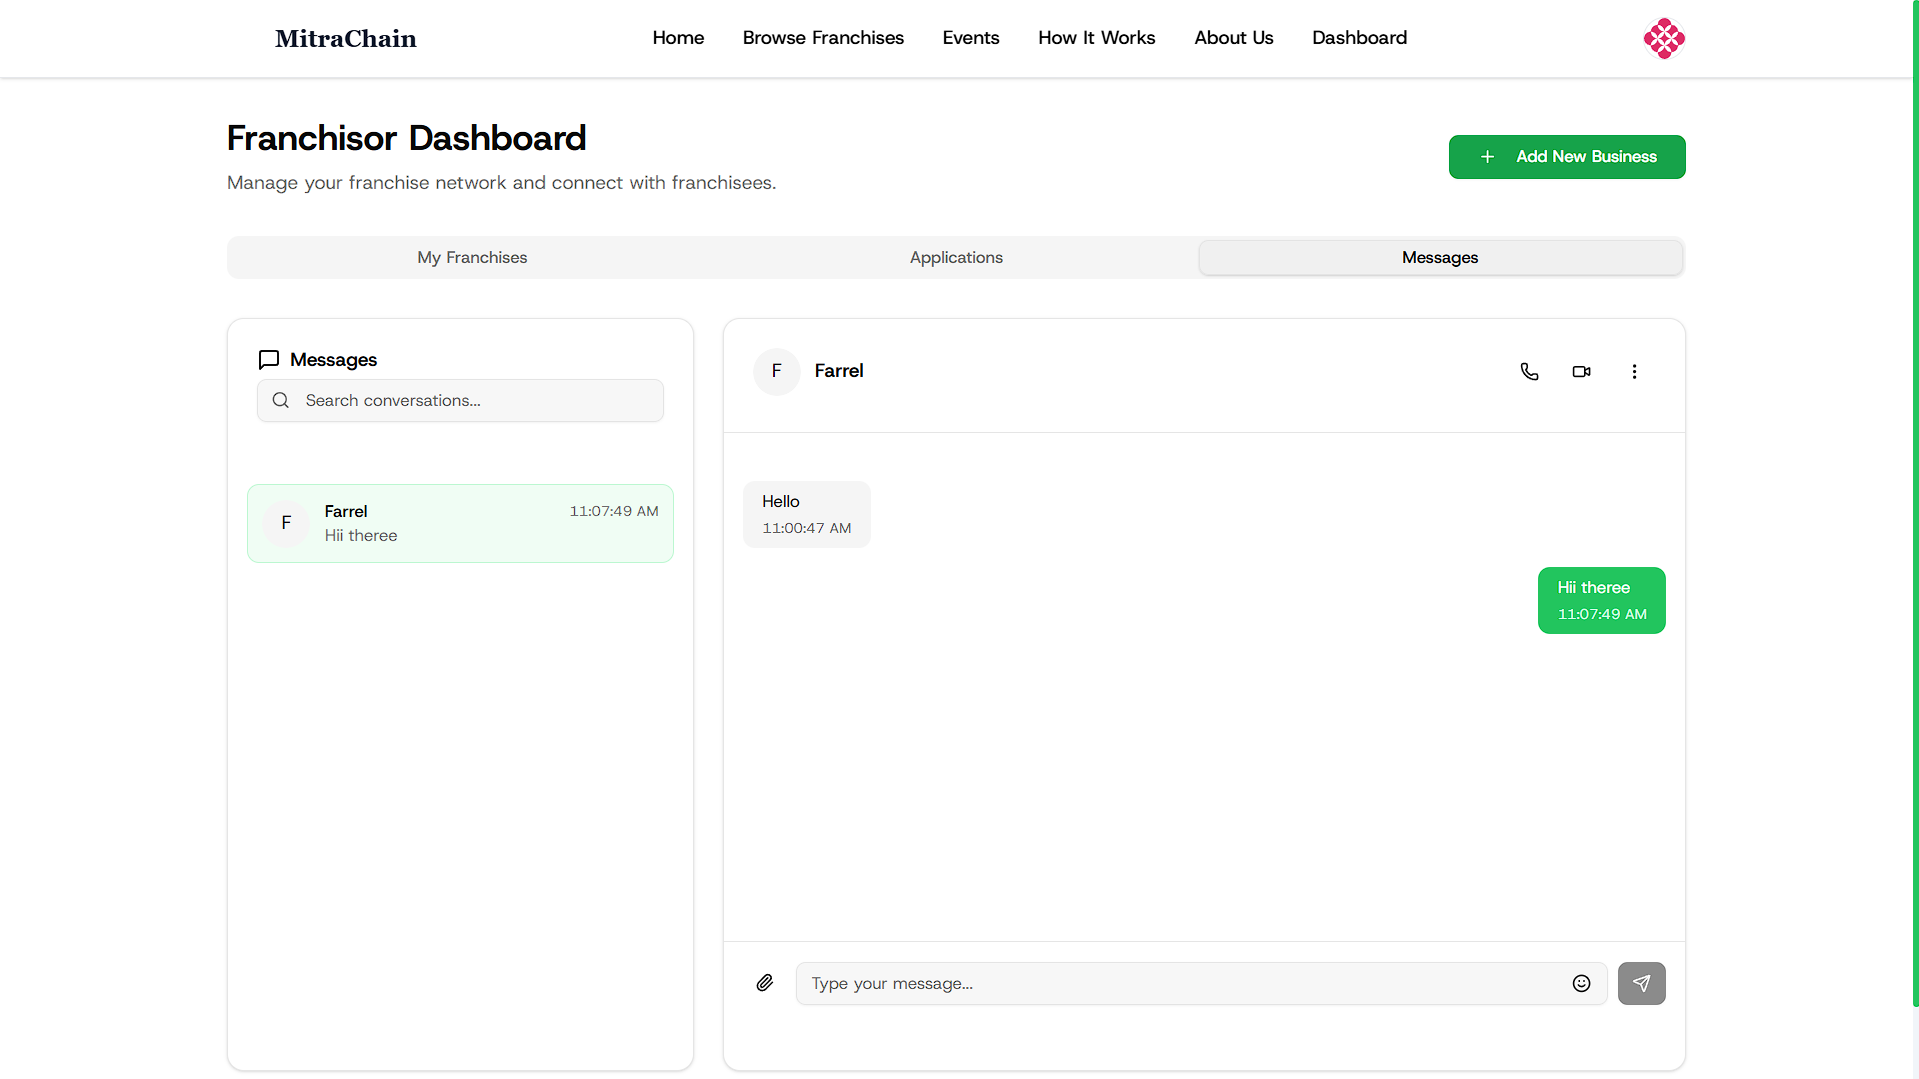 MitraChain
Home
Browse Franchises
Events
How It Works
About Us
Dashboard
Franchisor Dashboard
Manage your franchise network and connect with franchisees.
+ Add New Business
My Franchises
Applications
Messages
Messages
Search conversations...
F
Farrel
11:07:49 AM
Hii theree
F
Farrel
Hello
11:00:47 AM
Hii theree
11:07:49 AM
Type your message...